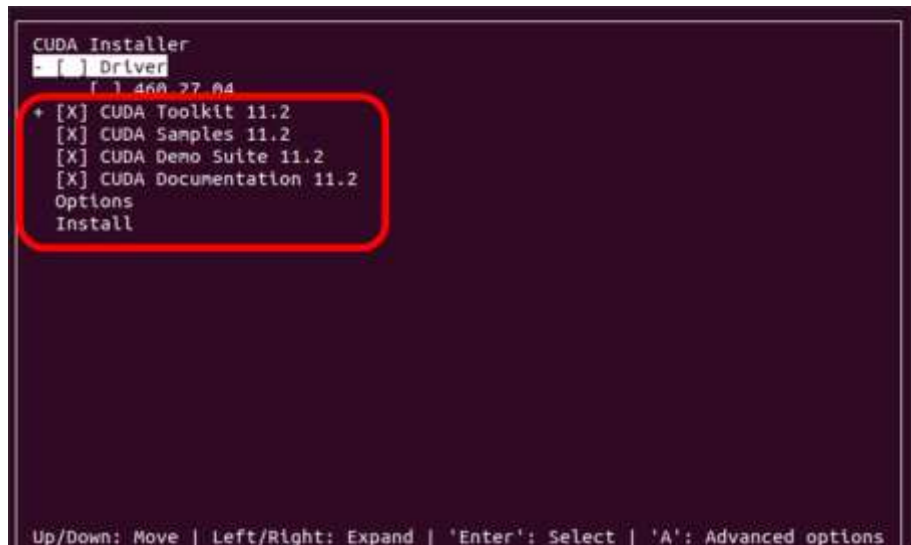 CUDA Installer
- [ ] Driver
[ ] 460.27.04
+ [X] CUDA Toolkit 11.2
[X] CUDA Samples 11.2
[X] CUDA Demo Suite 11.2
[X] CUDA Documentation 11.2
Options
Install
Up/Down: Move | Left/Right: Expand | 'Enter': Select | 'A': Advanced options